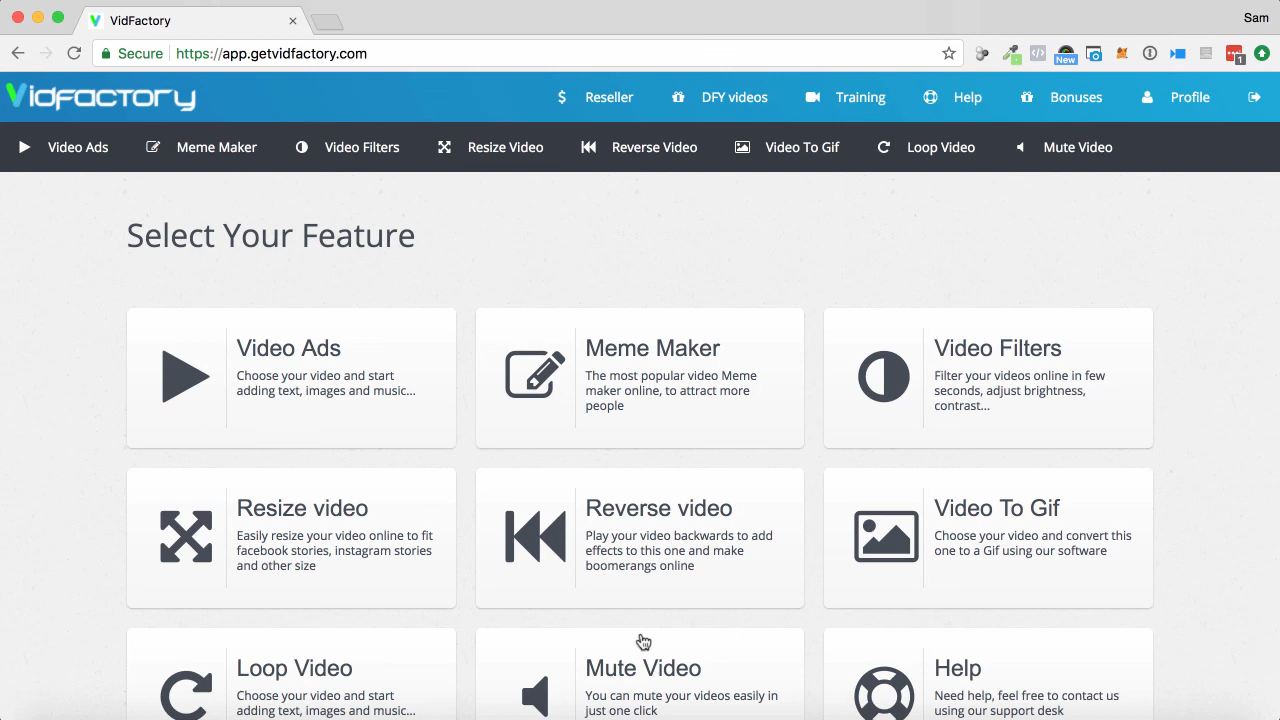 VidFactory
Sam
Secure https://app.getvidfactory.com
New
1
Vidfactory
$ Reseller DFY videos Training Help Bonuses Profile
Video Ads Meme Maker Video Filters Resize Video Reverse Video Video To Gif Loop Video Mute Video
Select Your Feature
Video Ads
Choose your video and start
adding text, images and music...
Meme Maker
The most popular video Meme
maker online, to attract more
people
Video Filters
Filter your videos online in few
seconds, adjust brightness,
contrast...
Resize video
Easily resize your video online to fit
facebook stories, instagram stories
and other size
Reverse video
Play your video backwards to add
effects to this one and make
boomerangs online
Video To Gif
Choose your video and convert this
one to a Gif using our software
Loop Video
Choose your video and start
adding text, images and music...
Mute Video
You can mute your videos easily in
just one click
Help
Need help, feel free to contact us
using our support desk